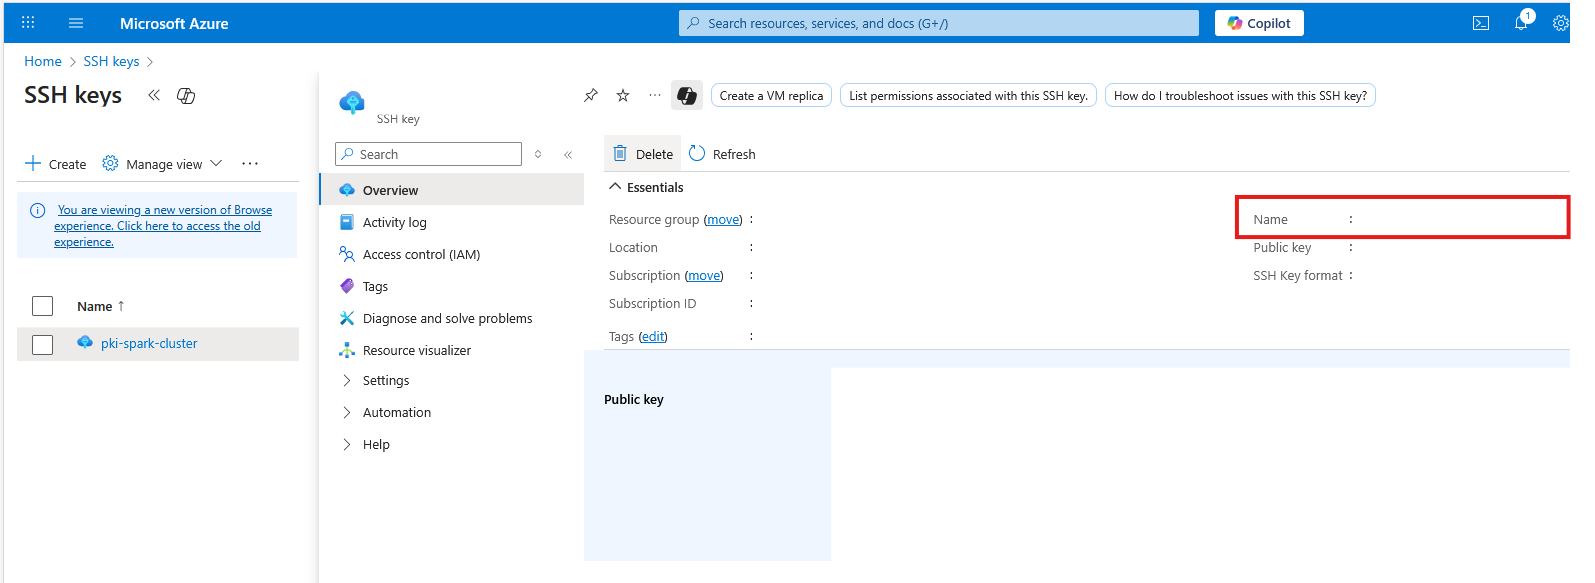 Microsoft Azure
Search resources, services, and docs (G+/)
Copilot
1
Home > SSH keys >
SSH keys
Create
Manage view
You are viewing a new version of Browse
experience. Click here to access the old
experience.
Name ↑
pki-spark-cluster
SSH key
Create a VM replica
List permissions associated with this SSH key.
How do I troubleshoot issues with this SSH key?
Search
Overview
Activity log
Access control (IAM)
Tags
Diagnose and solve problems
Resource visualizer
Settings
Automation
Help
Delete
Refresh
Essentials
Resource group (move) :
Location :
Subscription (move) :
Subscription ID :
Tags (edit) :
Name :
Public key :
SSH Key format :
Public key